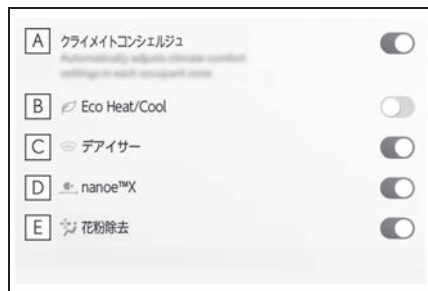 A クライメイトコンシェルジュ
Automatically adjusts climate comfort
settings in each occupant zone
B Eco Heat/Cool
C デアイサー
D nanoe™X
E 花粉除去